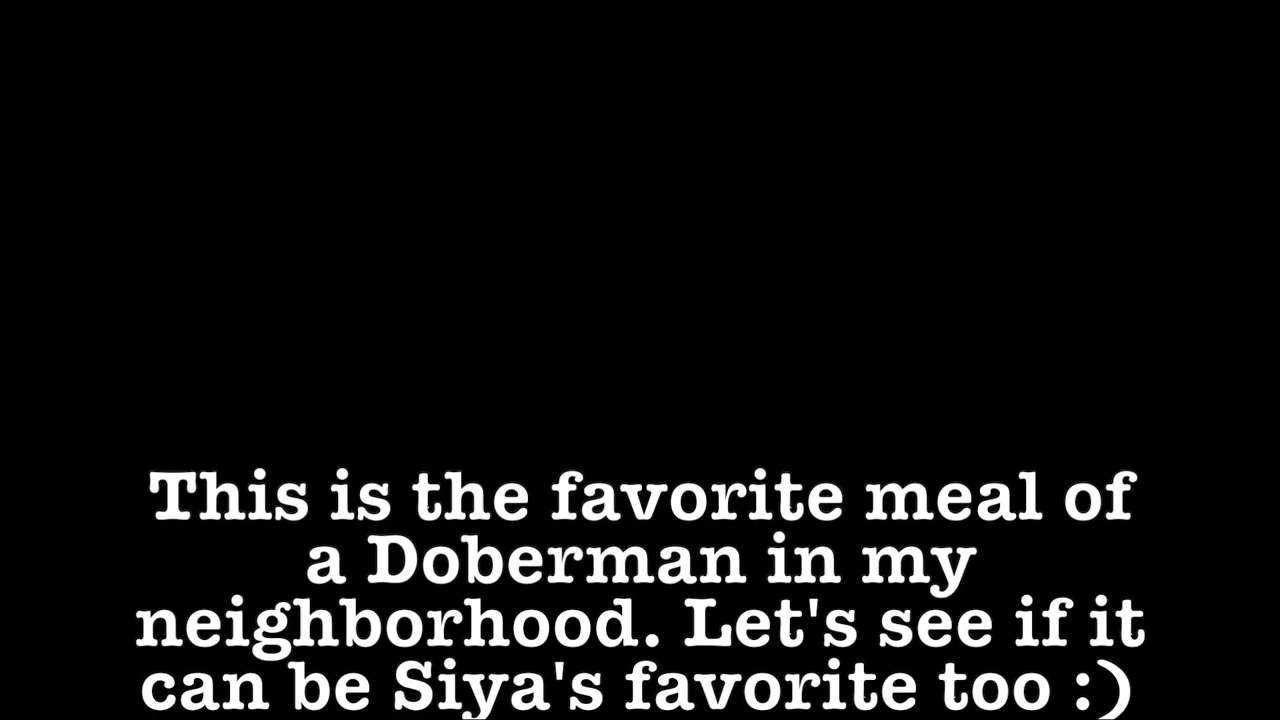 This is the favorite meal of
a Doberman in my
neighborhood. Let's see if it
can be Siya's favorite too :)